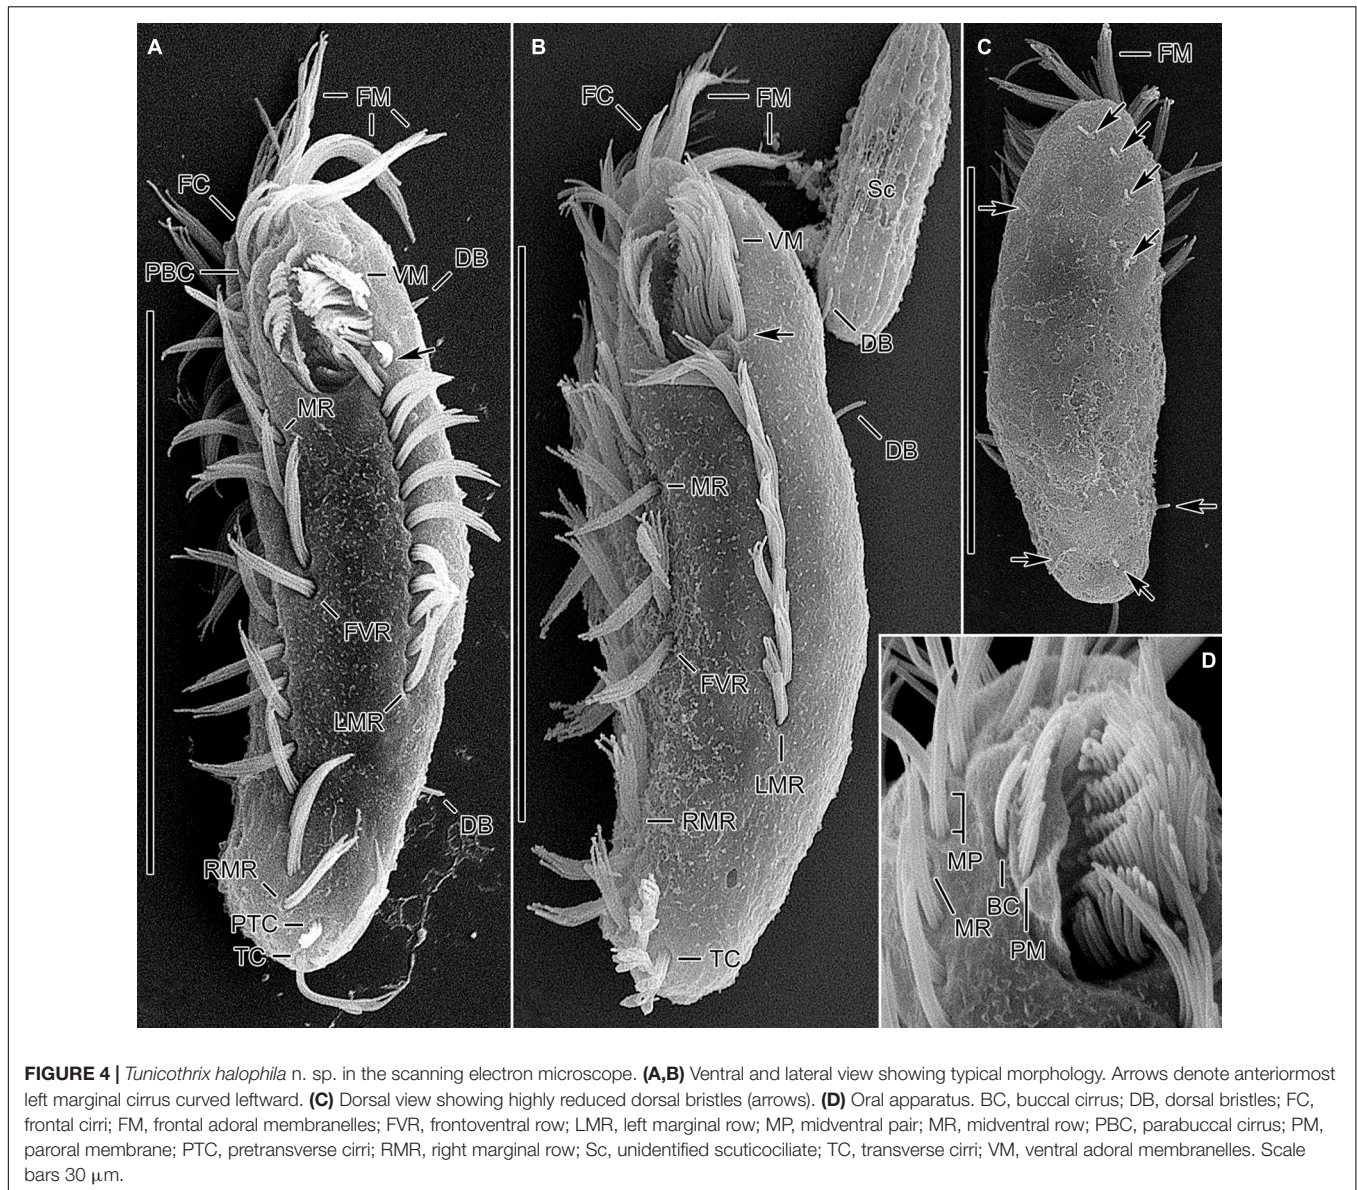 A
FM
FC
PBC
VM
DB
MR
FVR
LMR
DB
RMR
PTC
TC
B
FC
FM
Sc
VM
DB
DB
MR
FVR
LMR
RMR
TC
C
FM
D
MP
BC
MR
PM
FIGURE 4 | Tunicothrix halophila n. sp. in the scanning electron microscope. (A,B) Ventral and lateral view showing typical morphology. Arrows denote anteriormost
left marginal cirrus curved leftward. (C) Dorsal view showing highly reduced dorsal bristles (arrows). (D) Oral apparatus. BC, buccal cirrus; DB, dorsal bristles; FC,
frontal cirri; FM, frontal adoral membranelles; FVR, frontoventral row; LMR, left marginal row; MP, midventral pair; MR, midventral row; PBC, parabuccal cirrus; PM,
paroral membrane; PTC, pretransverse cirri; RMR, right marginal row; Sc, unidentified scuticociliate; TC, transverse cirri; VM, ventral adoral membranelles. Scale
bars 30 μm.